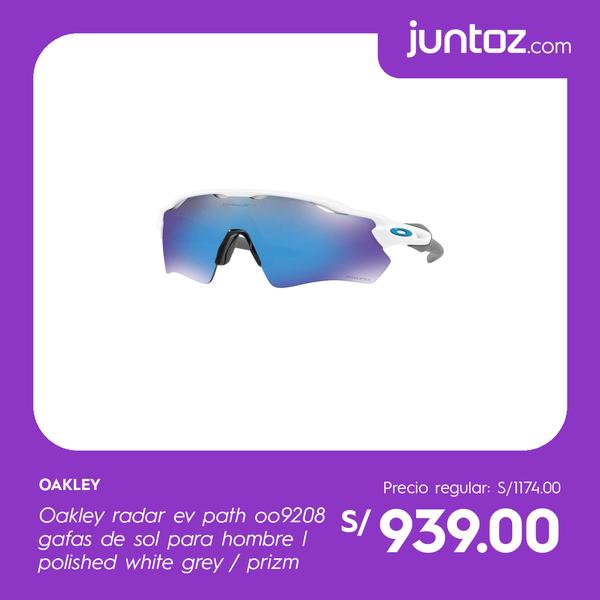 juntoz.com
OAKLEY
Oakley radar ev path oo9208
gafas de sol para hombre |
polished white grey / prizm
Precio regular: S/1174.00
S/ 939.00